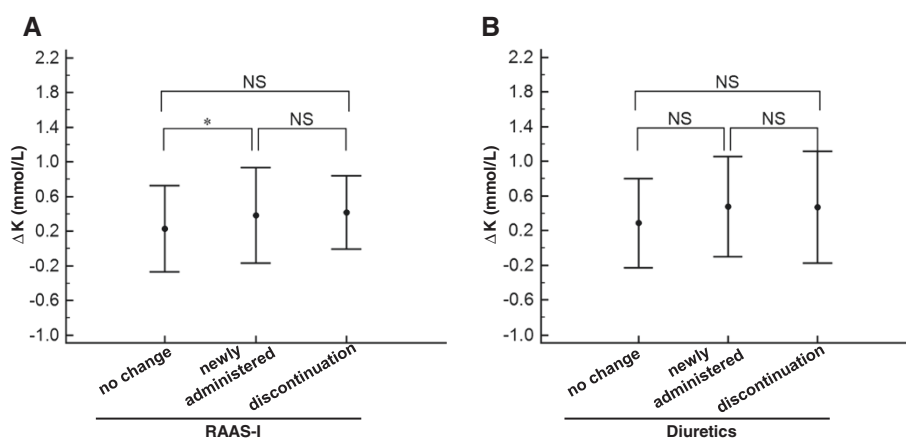 A
B
2.2
1.8
1.4
1.0
0.6
0.2
-0.2
-0.6
-1.0
Δ K (mmol/L)
NS
*
NS
no change
newly
administered
discontinuation
RAAS-I
2.2
1.8
1.4
1.0
0.6
0.2
-0.2
-0.6
-1.0
Δ K (mmol/L)
NS
NS
NS
no change
newly
administered
discontinuation
Diuretics